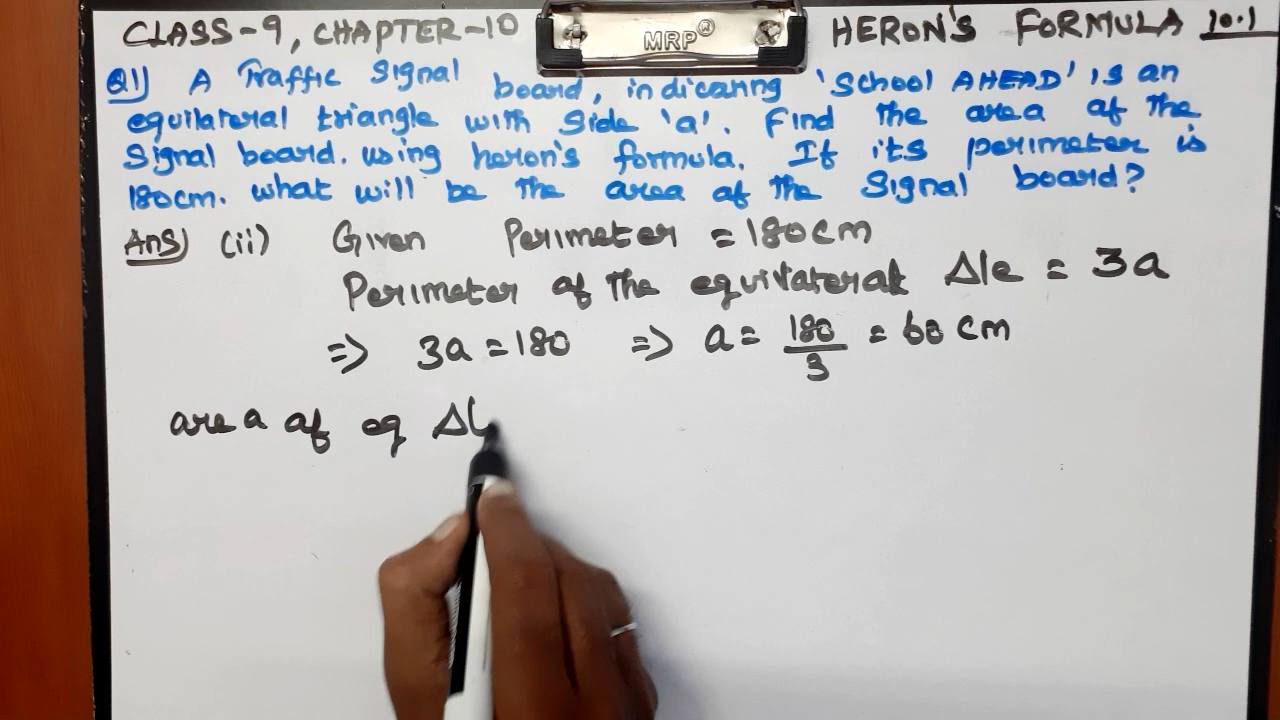 CLASS-9, CHAPTER-10 MRP® HERON'S FORMULA 10.1
Q1) A Traffic Signal board, indicating 'School AHEAD' is an
equilateral triangle with Side 'a'. Find the area of the
Signal board. using heron's formula. If its perimeter is
180cm. what will be the area of the Signal board?
Ans) (ii) Given Perimeter = 180cm
Perimeter of the equilateral Δle = 3a
=> 3a = 180 => a = 180/3 = 60 cm
area of eq Δl